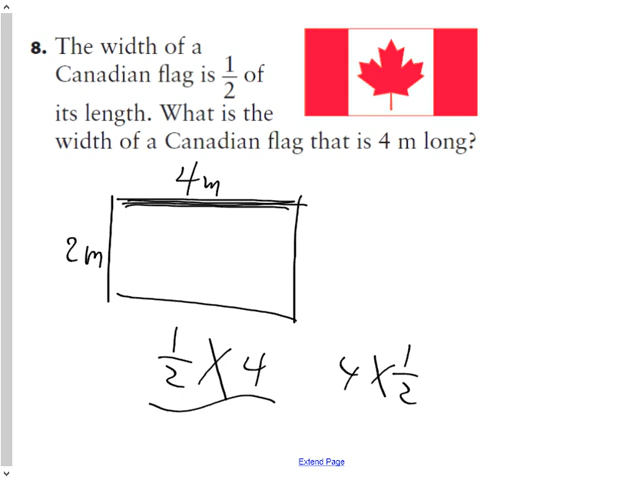 8. The width of a
Canadian flag is 1/2 of
its length. What is the
width of a Canadian flag that is 4 m long?
4m
2m
1/2 X 4
4 X 1/2
Extend Page